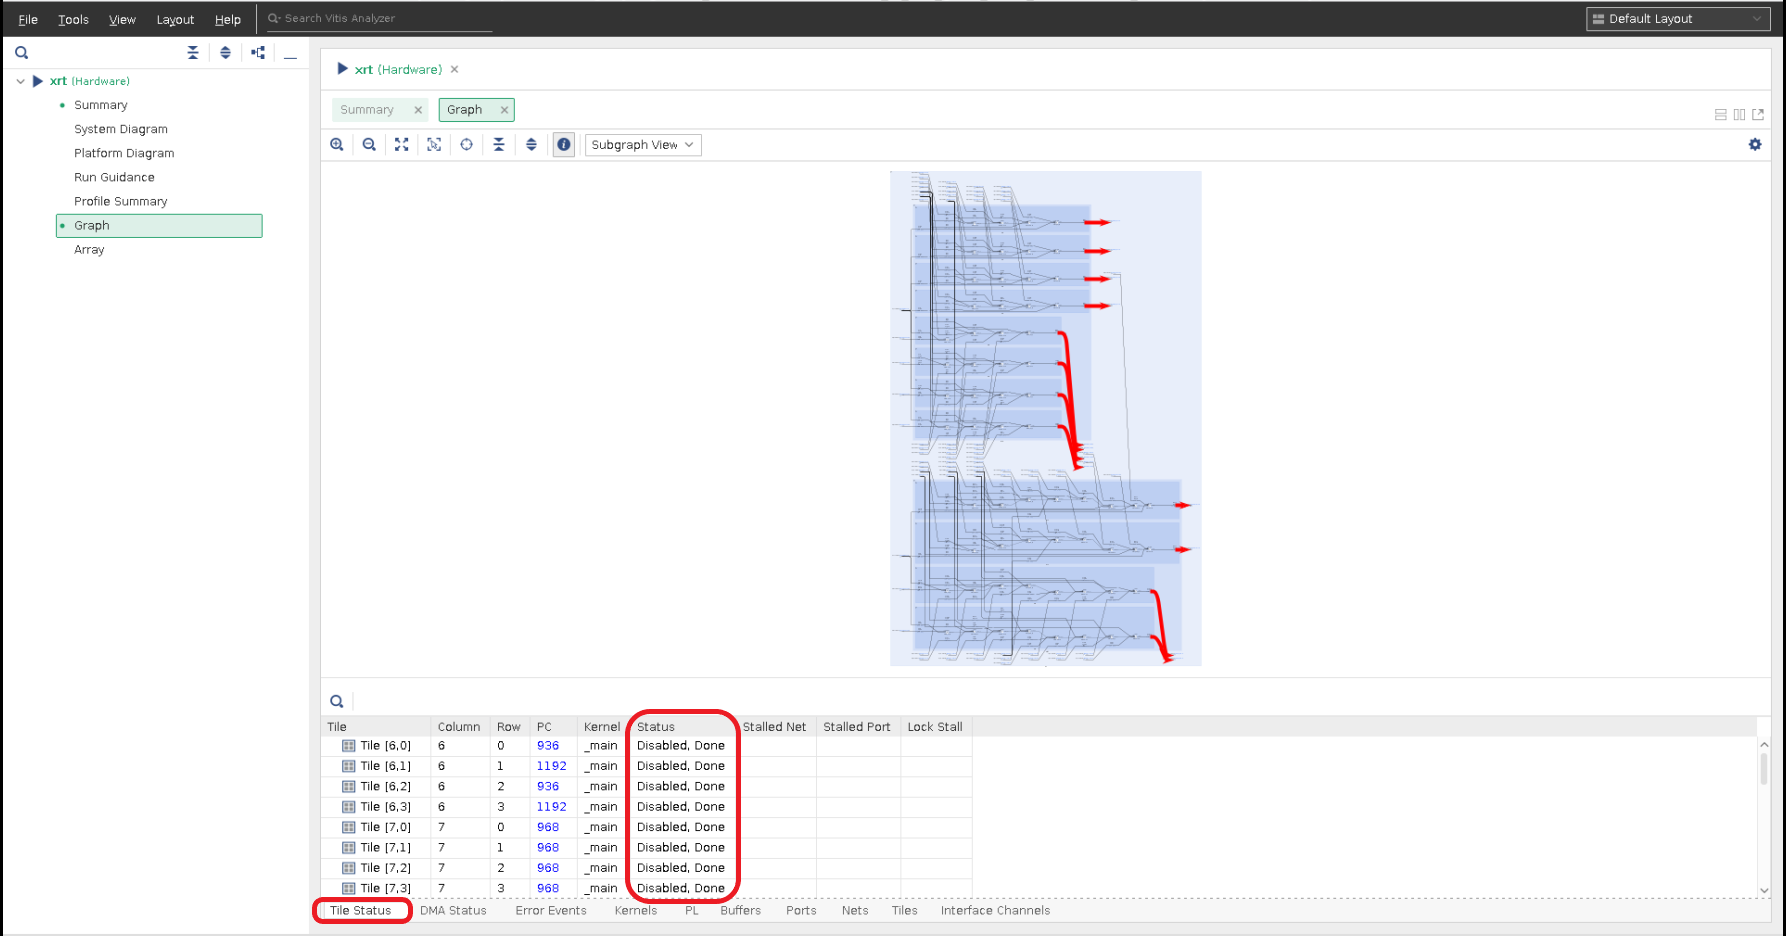 File Tools View Layout Help Search Vitis Analyzer Default Layout
xrt (Hardware)
Summary
System Diagram
Platform Diagram
Run Guidance
Profile Summary
Graph
Array
xrt (Hardware)
Summary Graph
Subgraph View
Tile Column Row PC Kernel Status Stalled Net Stalled Port Lock Stall
Tile [6,0] 6 0 936 _main Disabled, Done
Tile [6,1] 6 1 1192 _main Disabled, Done
Tile [6,2] 6 2 936 _main Disabled, Done
Tile [6,3] 6 3 1192 _main Disabled, Done
Tile [7,0] 7 0 968 _main Disabled, Done
Tile [7,1] 7 1 968 _main Disabled, Done
Tile [7,2] 7 2 968 _main Disabled, Done
Tile [7,3] 7 3 968 _main Disabled, Done
Tile Status DMA Status Error Events Kernels PL Buffers Ports Nets Tiles Interface Channels